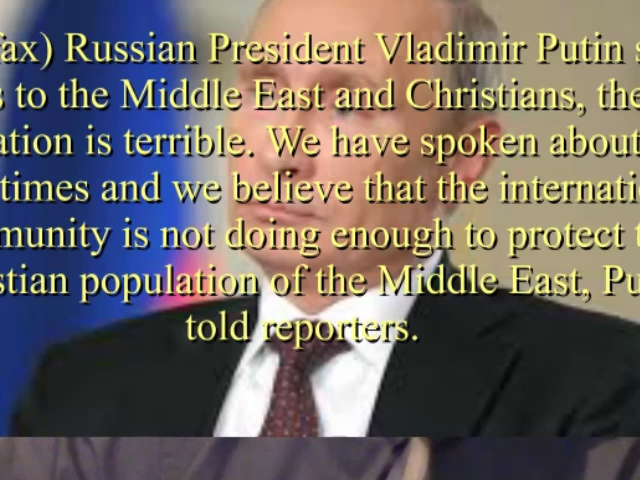 fax) Russian President Vladimir Putin s
s to the Middle East and Christians, the
ation is terrible. We have spoken about
times and we believe that the internati
munity is not doing enough to protect t
stian population of the Middle East, Pu
told reporters.